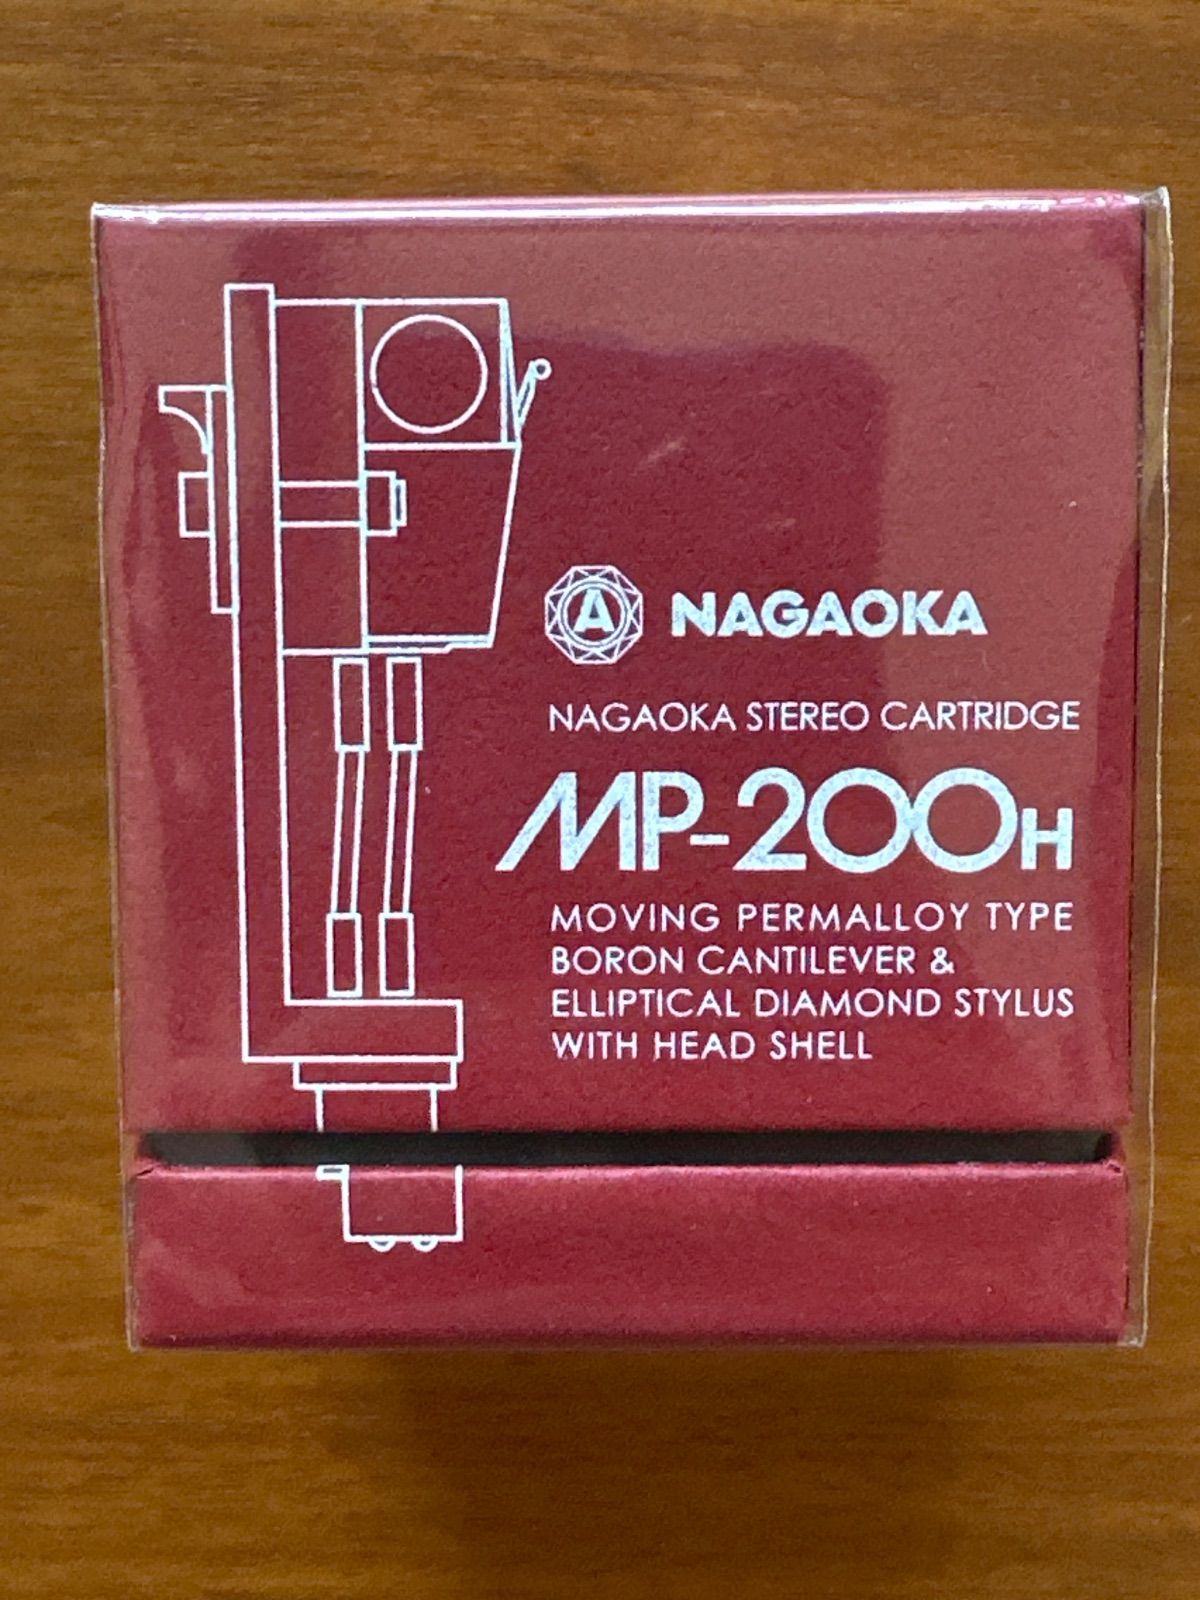 A NAGAOKA
NAGAOKA STEREO CARTRIDGE
MP-200H
MOVING PERMALLOY TYPE
BORON CANTILEVER &
ELLIPTICAL DIAMOND STYLUS
WITH HEAD SHELL